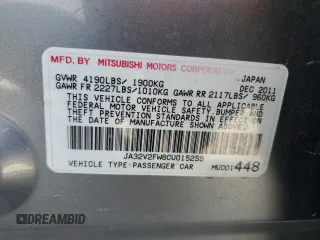 MFD. BY MITSUBISHI MOTORS CORPORATION JAPAN
GVWR 4190LBS/ 1900KG DEC 2011
GAWR FR 2227LBS/1010KG GAWR RR 2117LBS/ 960KG
THIS VEHICLE CONFORMS TO ALL APPLICABLE
FEDERAL MOTOR VEHICLE SAFETY, BUMPER, AND
THEFT PREVENTION STANDARDS IN EFFECT ON THE
DATE OF MANUFACTURE SHOWN ABOVE.
JA32V2FW8CU015259
VEHICLE TYPE: PASSENGER CAR MU001448
DREAMBID